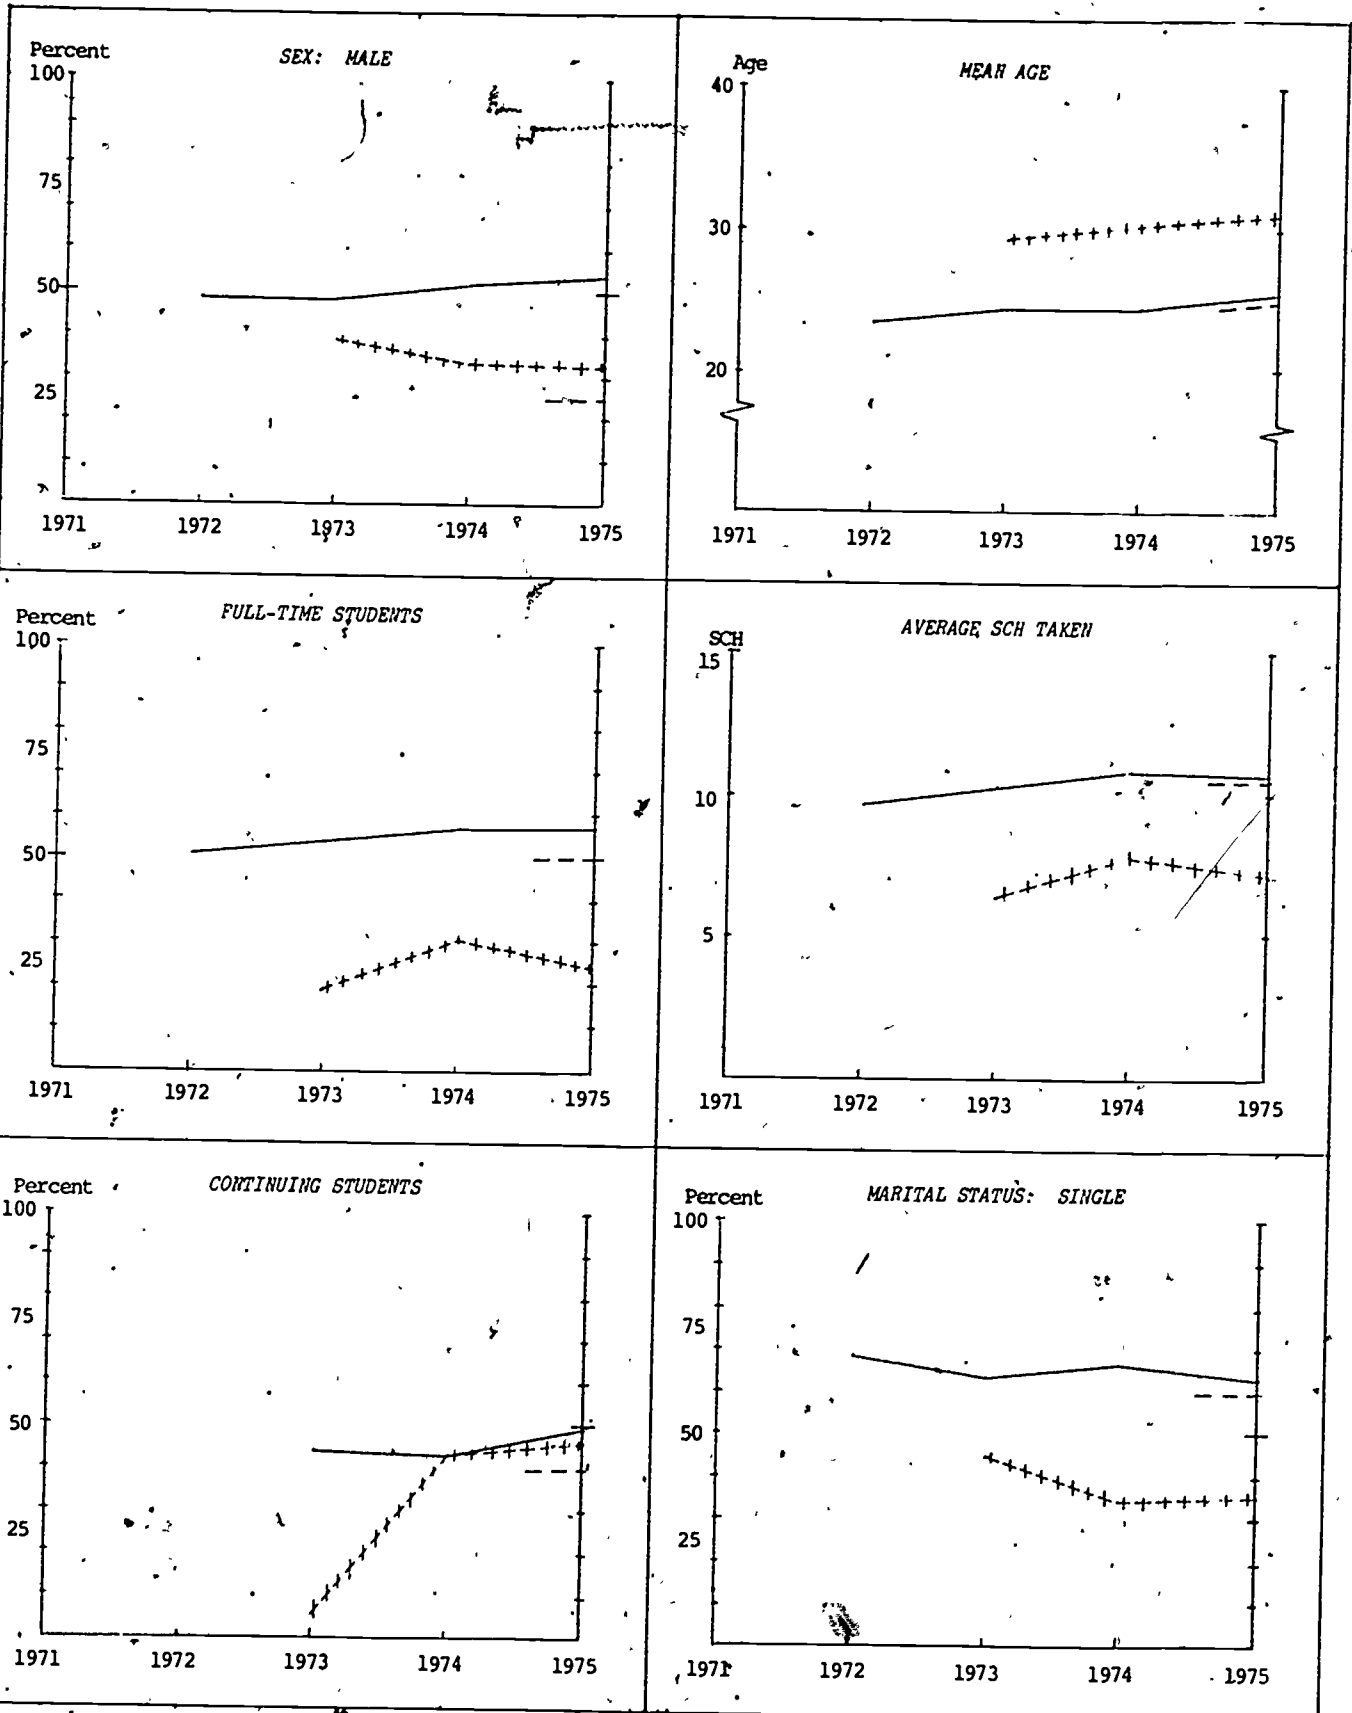 Percent
SEX: MALE
100
75
50
25
1971 1972 1973 1974 1975
Age
MEAN AGE
40
30
20
1971 1972 1973 1974 1975
Percent
FULL-TIME STUDENTS
100
75
50
25
1971 1972 1973 1974 1975
SCH
AVERAGE SCH TAKEN
15
10
5
1971 1972 1973 1974 1975
Percent
CONTINUING STUDENTS
100
75
50
25
1971 1972 1973 1974 1975
Percent
MARITAL STATUS: SINGLE
100
75
50
25
1971 1972 1973 1974 1975